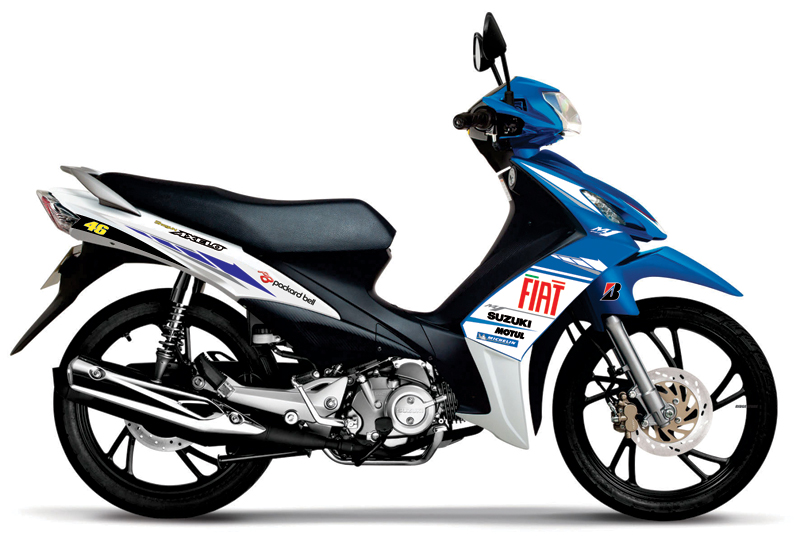 46
AXELO
packard bell
FIAT
SUZUKI
MOTUL
MICHELIN
B